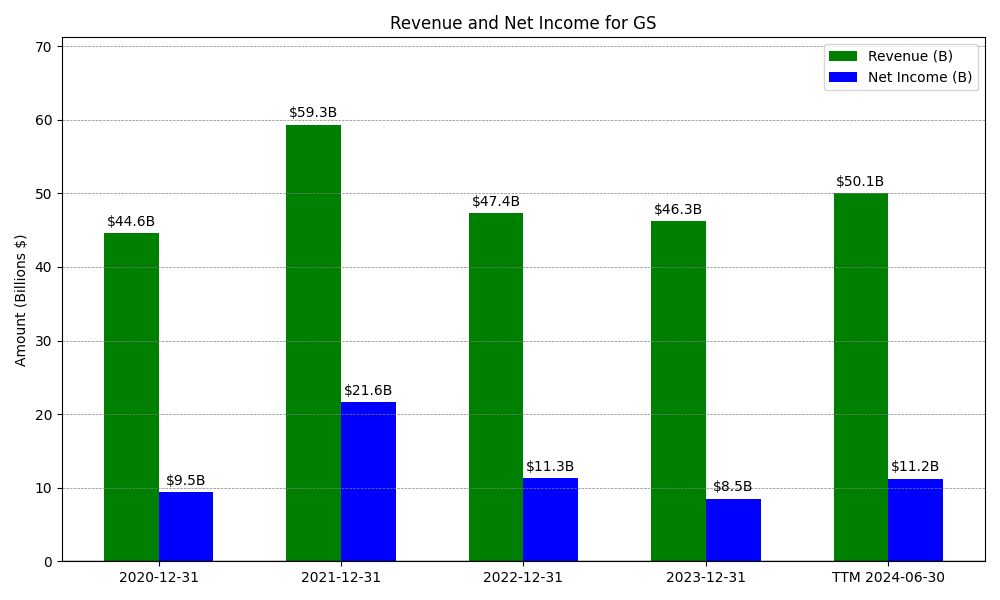 Revenue and Net Income for GS
Revenue (B)
Net Income (B)
Amount (Billions $)
70
60
50
40
30
20
10
0
$44.6B
$9.5B
$59.3B
$21.6B
$47.4B
$11.3B
$46.3B
$8.5B
$50.1B
$11.2B
2020-12-31
2021-12-31
2022-12-31
2023-12-31
TTM 2024-06-30